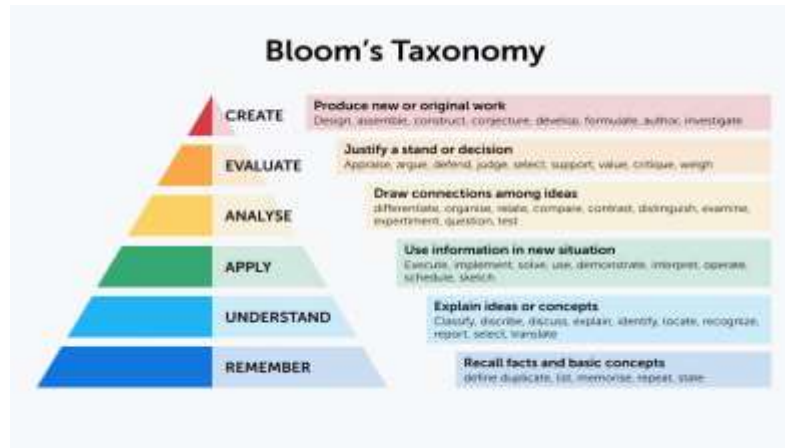 Bloom's Taxonomy
CREATE
Produce new or original work
Design, assemble, construct, conjecture, develop, formulate, author, investigate
EVALUATE
Justify a stand or decision
Appraise, argue, defend, judge, select, support, value, critique, weigh
ANALYSE
Draw connections among ideas
differentiate, organise, relate, compare, contrast, distinguish, examine,
expertiment, question, test
APPLY
Use information in new situation
Execute, implement, solve, use, demonstrate, interpret, operate,
schedule, sketch
UNDERSTAND
Explain ideas or concepts
Classify, discribe, discuss, explain, identify, locate, recognize,
report, select, translate
REMEMBER
Recall facts and basic concepts
define duplicate, list, memorise, repeat, state